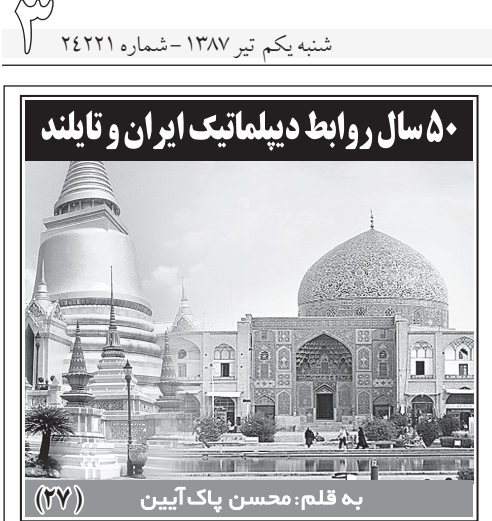 ۳
شنبه یکم تیر ۱۳۸۷ - شماره ۲۴۲۲۱
۵۰ سال روابط دیپلماتیک ایران و تایلند
به قلم: محسن پاک‌آیین
(۲۷)